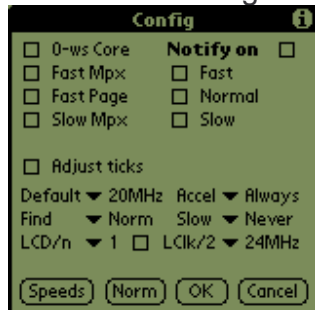 Config
0-ws Core Notify on
Fast Mpx Fast
Fast Page Normal
Slow Mpx Slow
Adjust ticks
Default 20MHz Accel Always
Find Norm Slow Never
LCD/n 1 LClk/2 24MHz
Speeds Norm OK Cancel